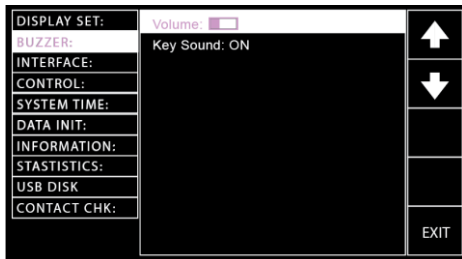 DISPLAY SET:
BUZZER:
INTERFACE:
CONTROL:
SYSTEM TIME:
DATA INIT:
INFORMATION:
STASTISTICS:
USB DISK
CONTACT CHK:
Volume:
Key Sound: ON
EXIT